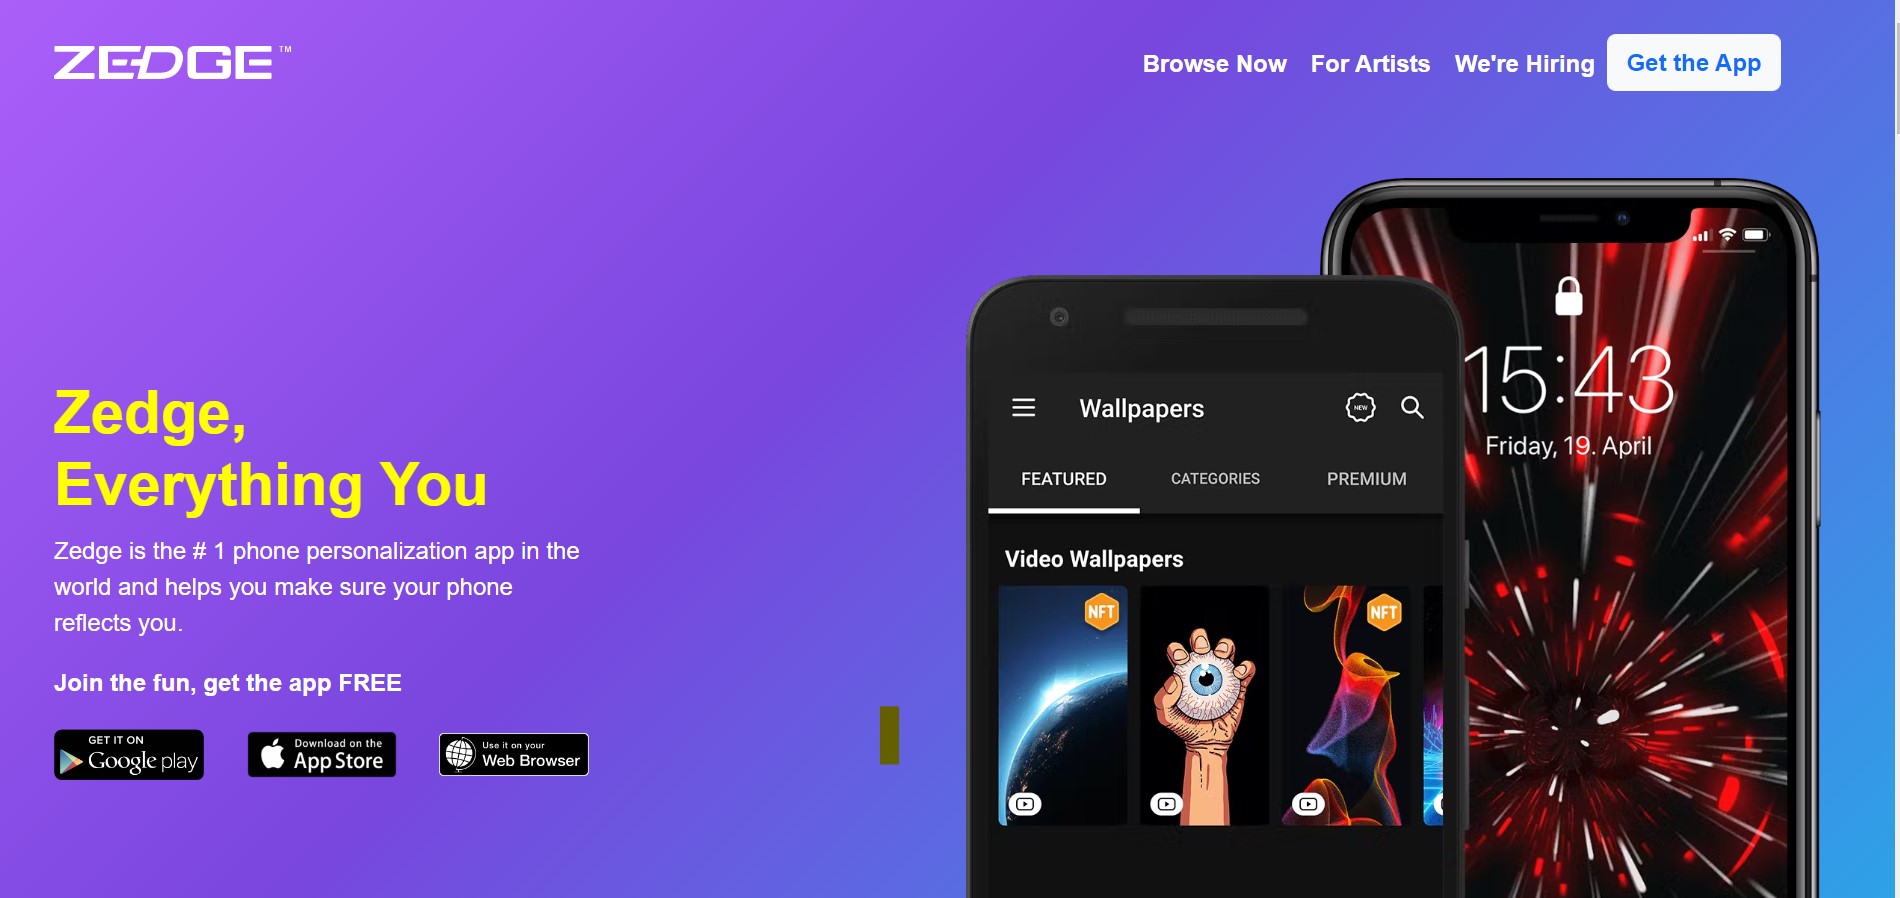 ZEDGE™
Browse Now For Artists We're Hiring Get the App
Zedge,
Everything You
Zedge is the # 1 phone personalization app in the
world and helps you make sure your phone
reflects you.
Join the fun, get the app FREE
GET IT ON
Google play
Download on the
App Store
Use it on your
Web Browser
Wallpapers
NEW
FEATURED CATEGORIES PREMIUM
Video Wallpapers
NFT
NFT
15:43
Friday, 19. April